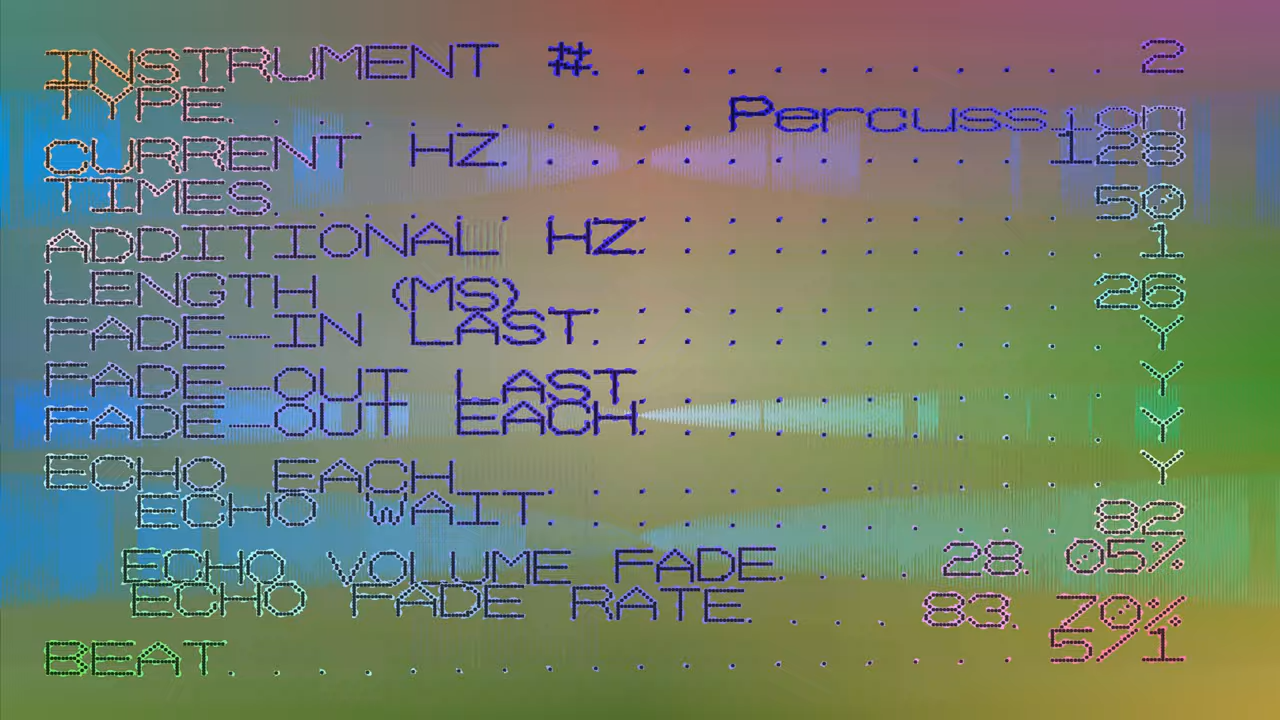 INSTRUMENT #. . . . . . . . . . . . 2
TYPE. . . . . . . . . . . Percussion
CURRENT HZ. . . . . . . . . . . . 128
TIMES. . . . . . . . . . . . . . . . . . 50
ADDITIONAL HZ. . . . . . . . . . . 1
LENGTH (MS). . . . . . . . . . . . 26
FADE-IN LAST. . . . . . . . . . . . Y
FADE-OUT LAST. . . . . . . . . . . Y
FADE-OUT EACH. . . . . . . . . . . Y
ECHO EACH. . . . . . . . . . . . . . Y
ECHO WAIT. . . . . . . . . . . . 82
ECHO VOLUME FADE. . . . 28.05%
ECHO FADE RATE. . . . . 83.70%
BEAT. . . . . . . . . . . . . . . . . . 5/1